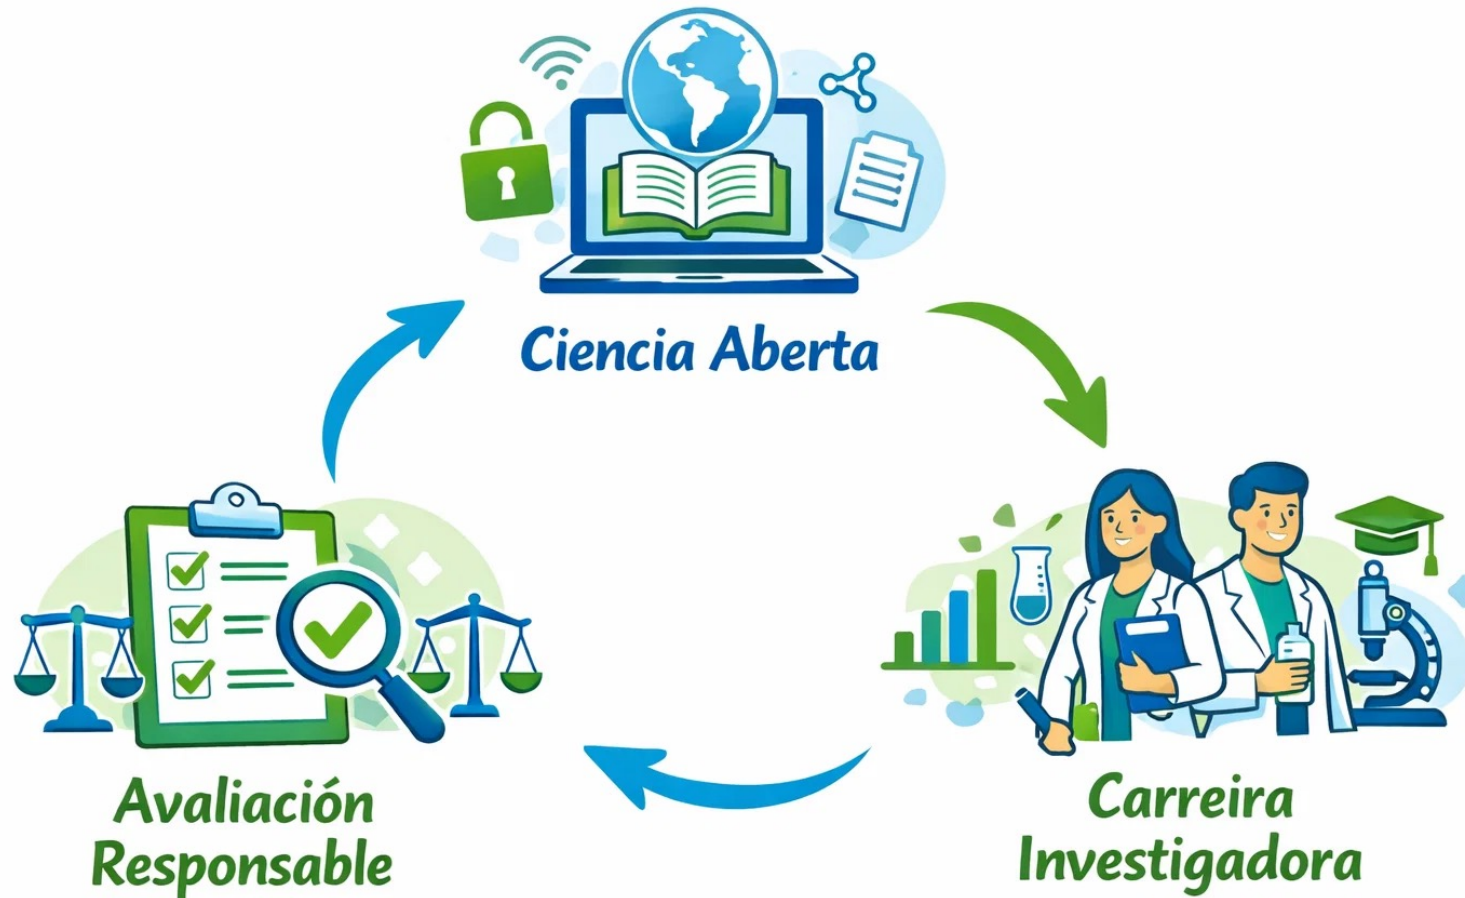 Ciencia Aberta
Avaliación
Responsable
Carreira
Investigadora